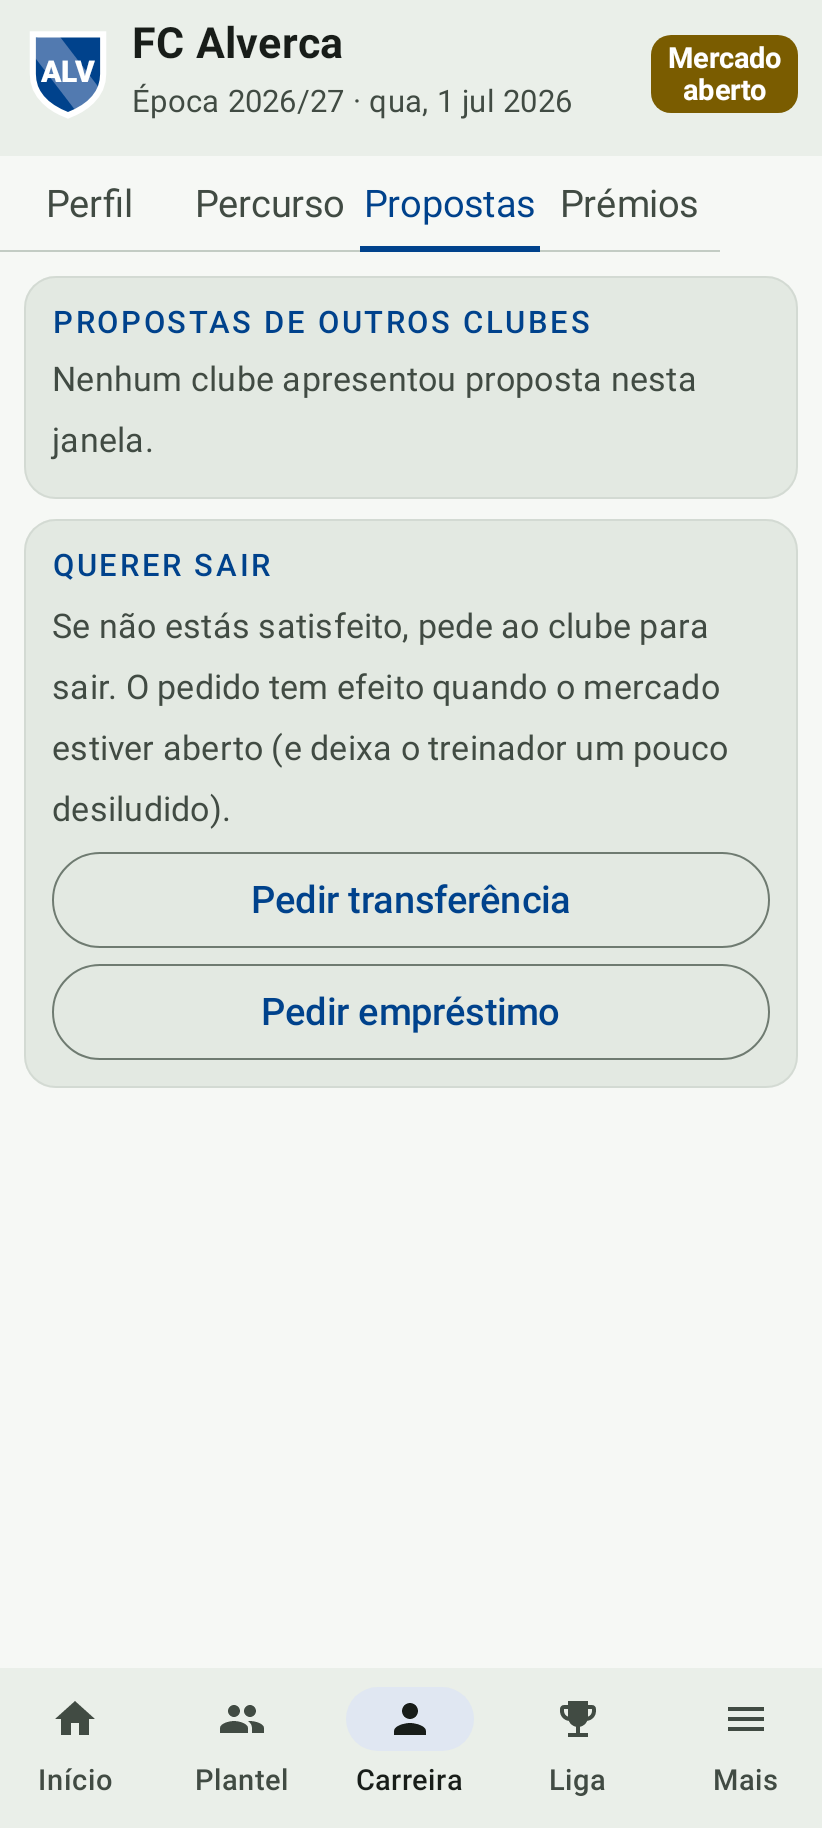 ALV
FC Alverca
Época 2026/27 · qua, 1 jul 2026
Mercado
aberto
Perfil
Percurso
Propostas
Prémios
PROPOSTAS DE OUTROS CLUBES
Nenhum clube apresentou proposta nesta
janela.
QUERER SAIR
Se não estás satisfeito, pede ao clube para
sair. O pedido tem efeito quando o mercado
estiver aberto (e deixa o treinador um pouco
desiludido).
Pedir transferência
Pedir empréstimo
Início
Plantel
Carreira
Liga
Mais